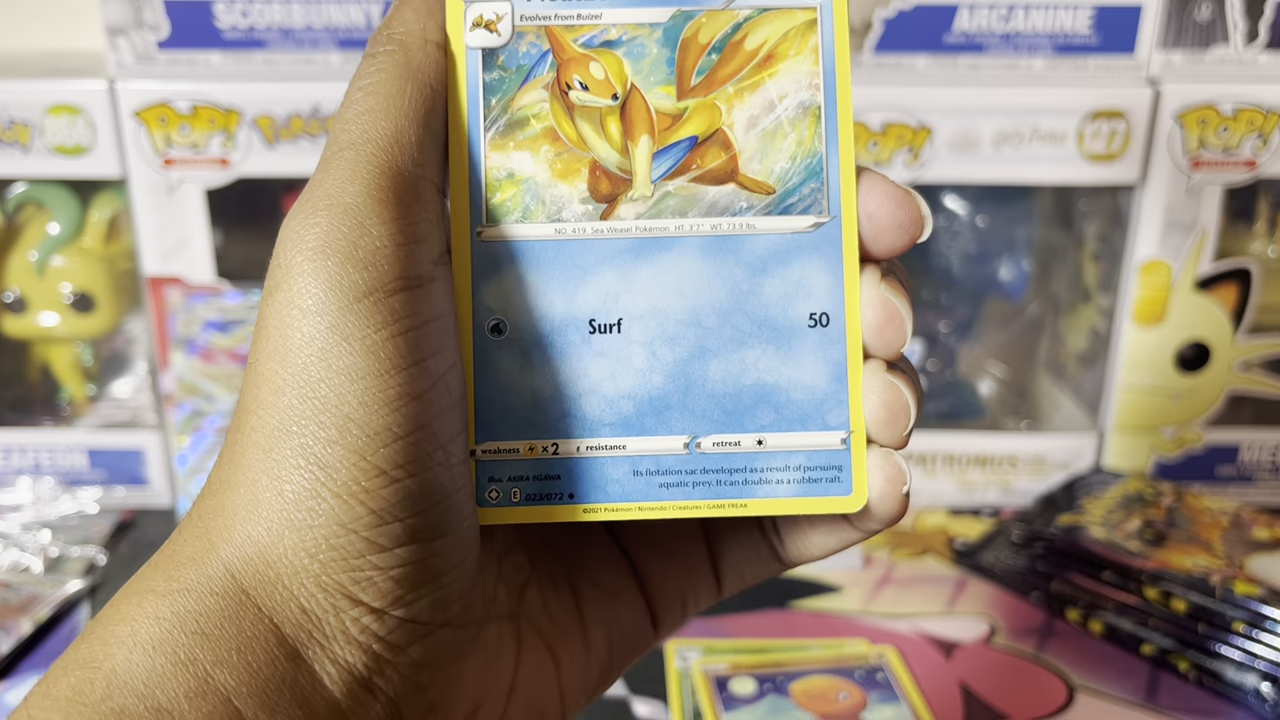 SCORBUNNY
ARCANINE
Evolves from Buizel
POP!
POP!
POP!
POP!
147
NO. 419 Sea Weasel Pokémon HT: 3'7" WT: 73.9 lbs.
Surf 50
weakness ×2 resistance retreat
Its flotation sac developed as a result of pursuing
aquatic prey. It can double as a rubber raft.
Illus. AKIRA EGAWA
E 023/072
©2021 Pokémon / Nintendo / Creatures / GAME FREAK